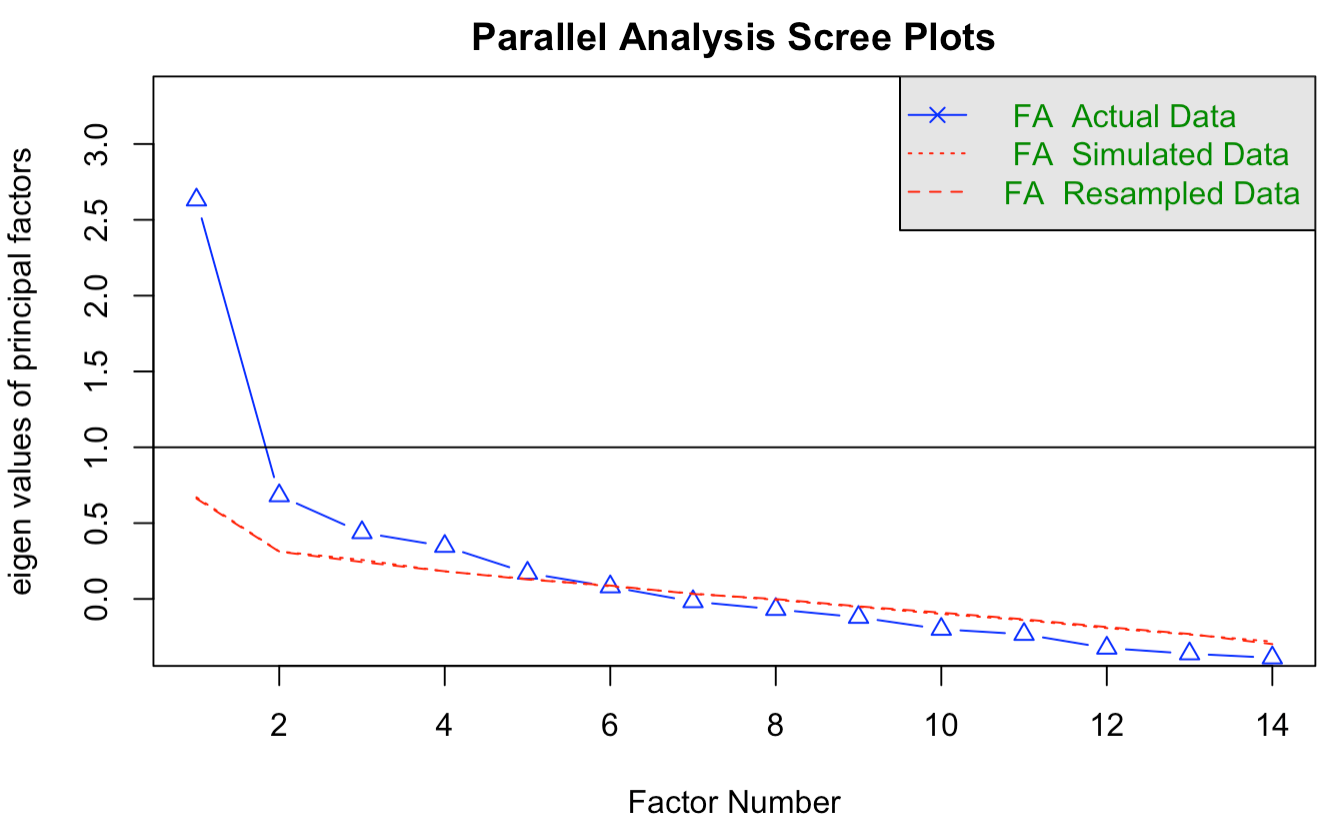 Parallel Analysis Scree Plots
FA Actual Data
FA Simulated Data
FA Resampled Data
eigen values of principal factors
3.0
2.5
2.0
1.5
1.0
0.5
0.0
2 4 6 8 10 12 14
Factor Number